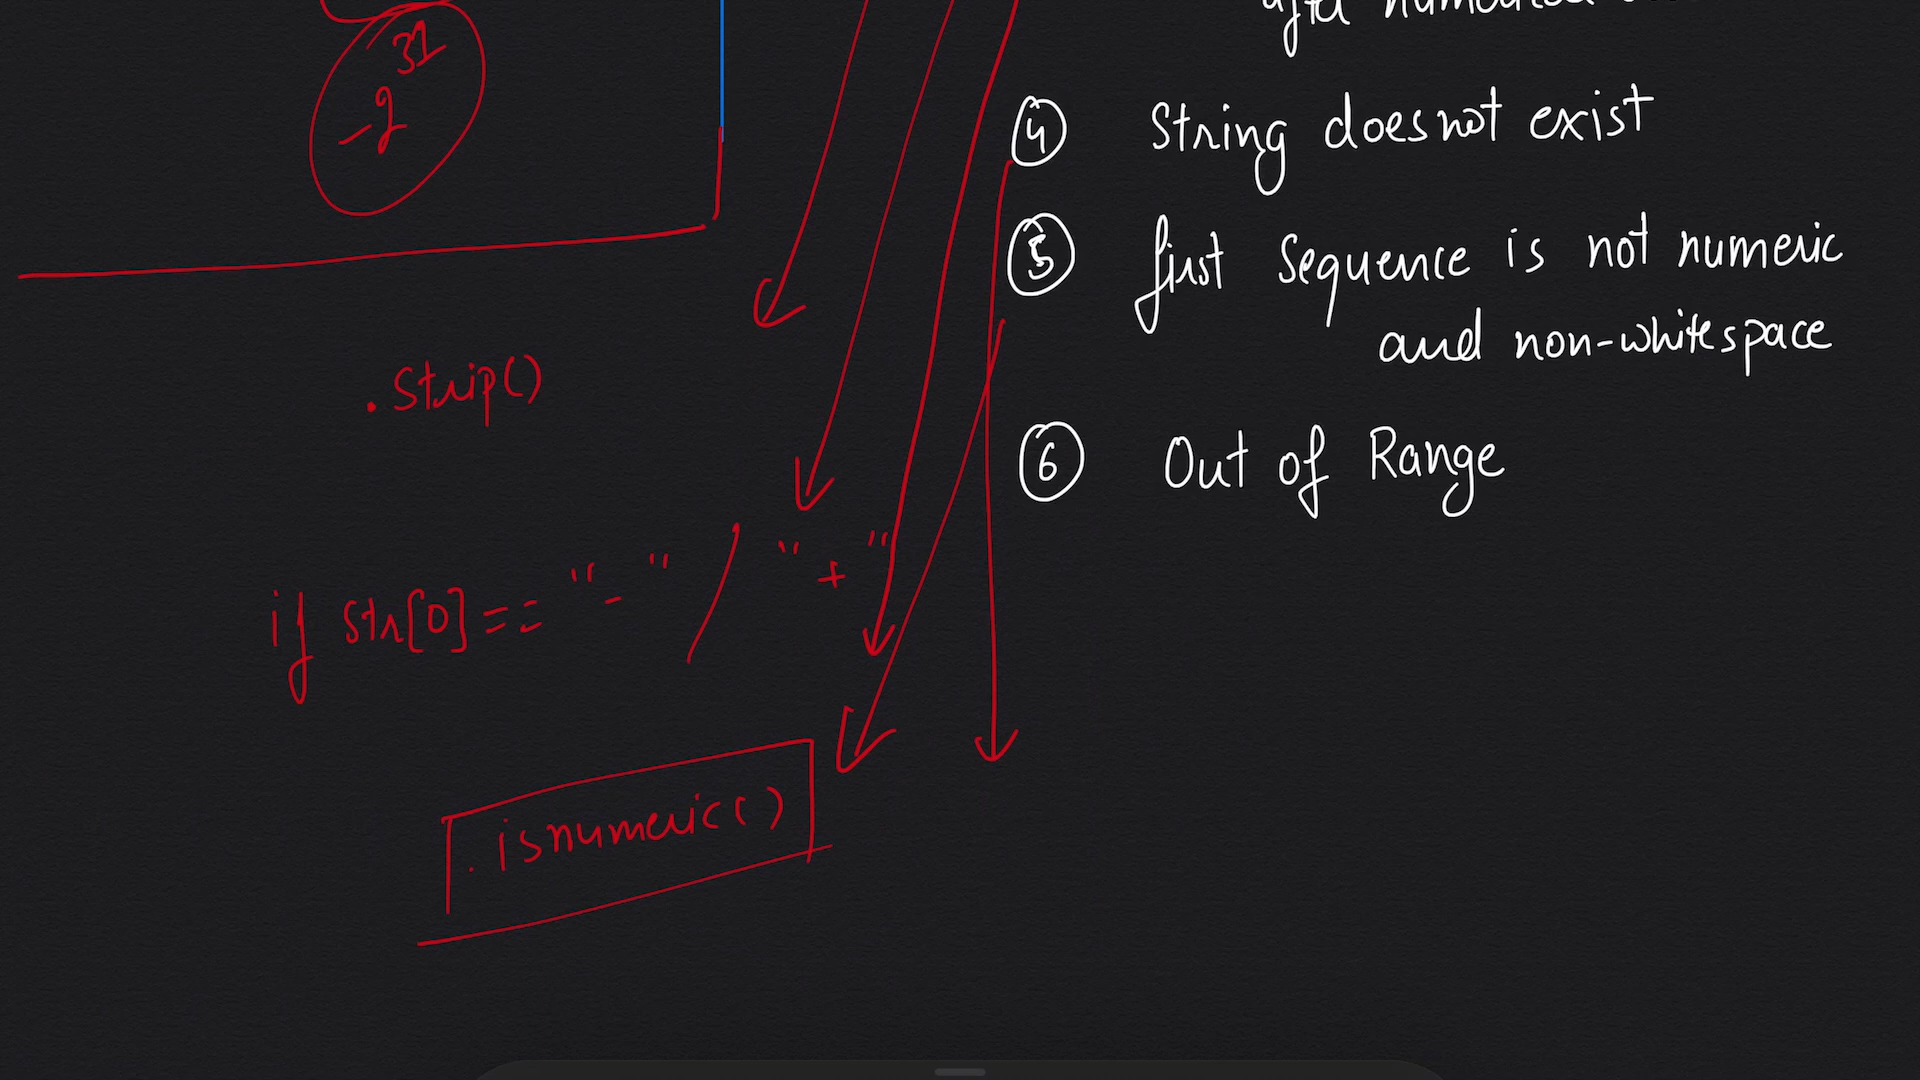 31
-2
④ String does not exist
⑤ first sequence is not numeric
and non-whitespace
⑥ Out of Range
.strip()
if str[0]== "-" / "+"
.isnumeric()